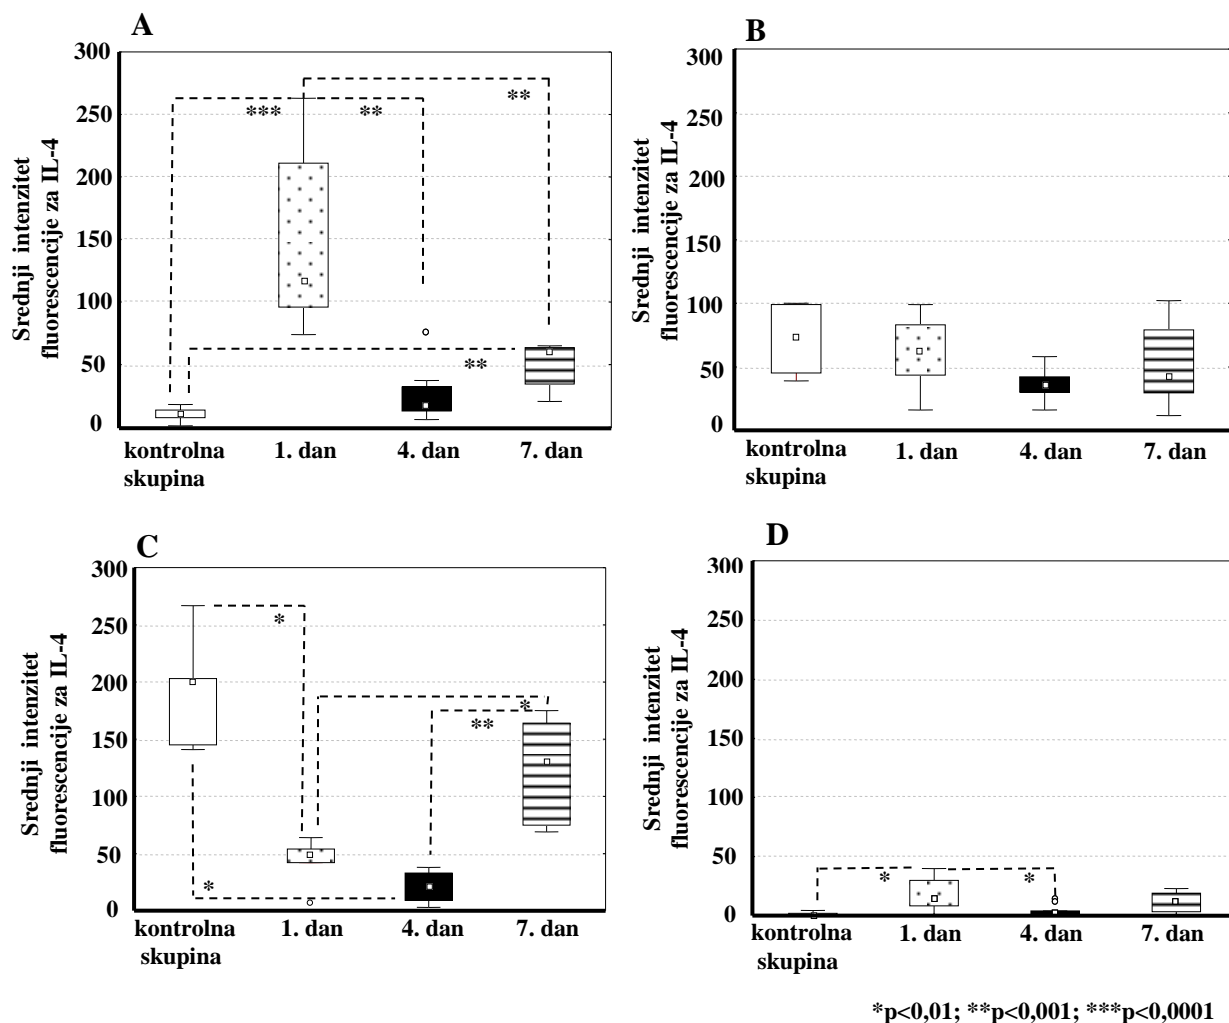 A
300
250
200
150
100
50
0
Srednji intenzitet
fluorescencije za IL-4
***
**
**
**
kontrolna
skupina
1. dan
4. dan
7. dan
B
300
250
200
150
100
50
0
Srednji intenzitet
fluorescencije za IL-4
kontrolna
skupina
1. dan
4. dan
7. dan
C
300
250
200
150
100
50
0
Srednji intenzitet
fluorescencije za IL-4
*
*
**
*
kontrolna
skupina
1. dan
4. dan
7. dan
D
300
250
200
150
100
50
0
Srednji intenzitet
fluorescencije za IL-4
*
*
kontrolna
skupina
1. dan
4. dan
7. dan
*p<0,01; **p<0,001; ***p<0,0001